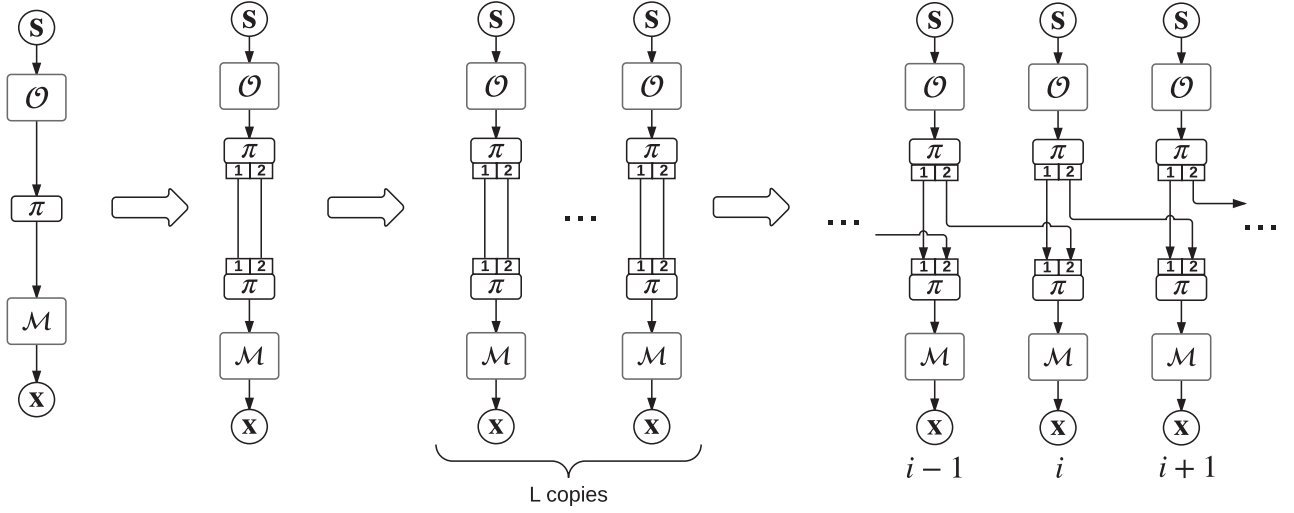 s s s s s s s
𝒪 𝒪 𝒪 𝒪 𝒪 𝒪 𝒪
π π π π π π
1 2 1 2 1 2 1 2 1 2 1 2
π
... ... ...
1 2 1 2 1 2 1 2 1 2 1 2
π π π π π π
ℳ ℳ ℳ ℳ ℳ ℳ ℳ
x x x x x x x
i − 1 i i + 1
L copies